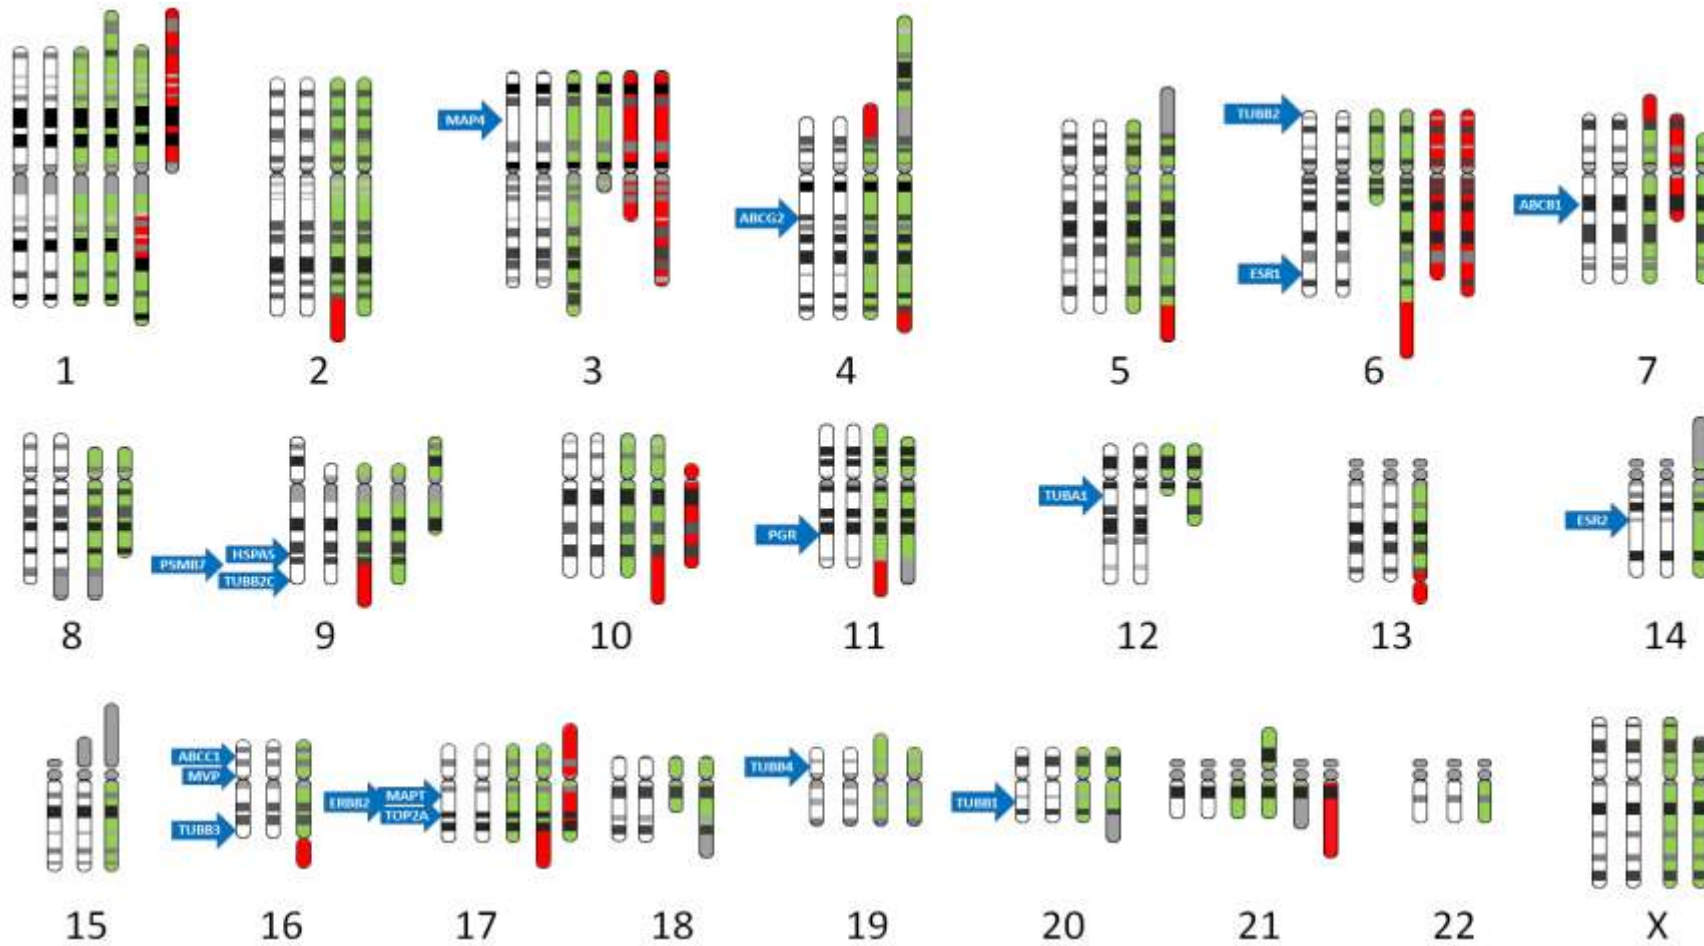 MAP4
TUBB2
ABCG2
ABCB1
ESR1
1 2 3 4 5 6 7
TUBA1
ESR2
PGR
HSPA5
PSMB7
TUBB2C
8 9 10 11 12 13 14
ABCC1
TUBB4
MVP
MAPT
ERBB2
TUBB1
TOP2A
TUBB3
15 16 17 18 19 20 21 22 X